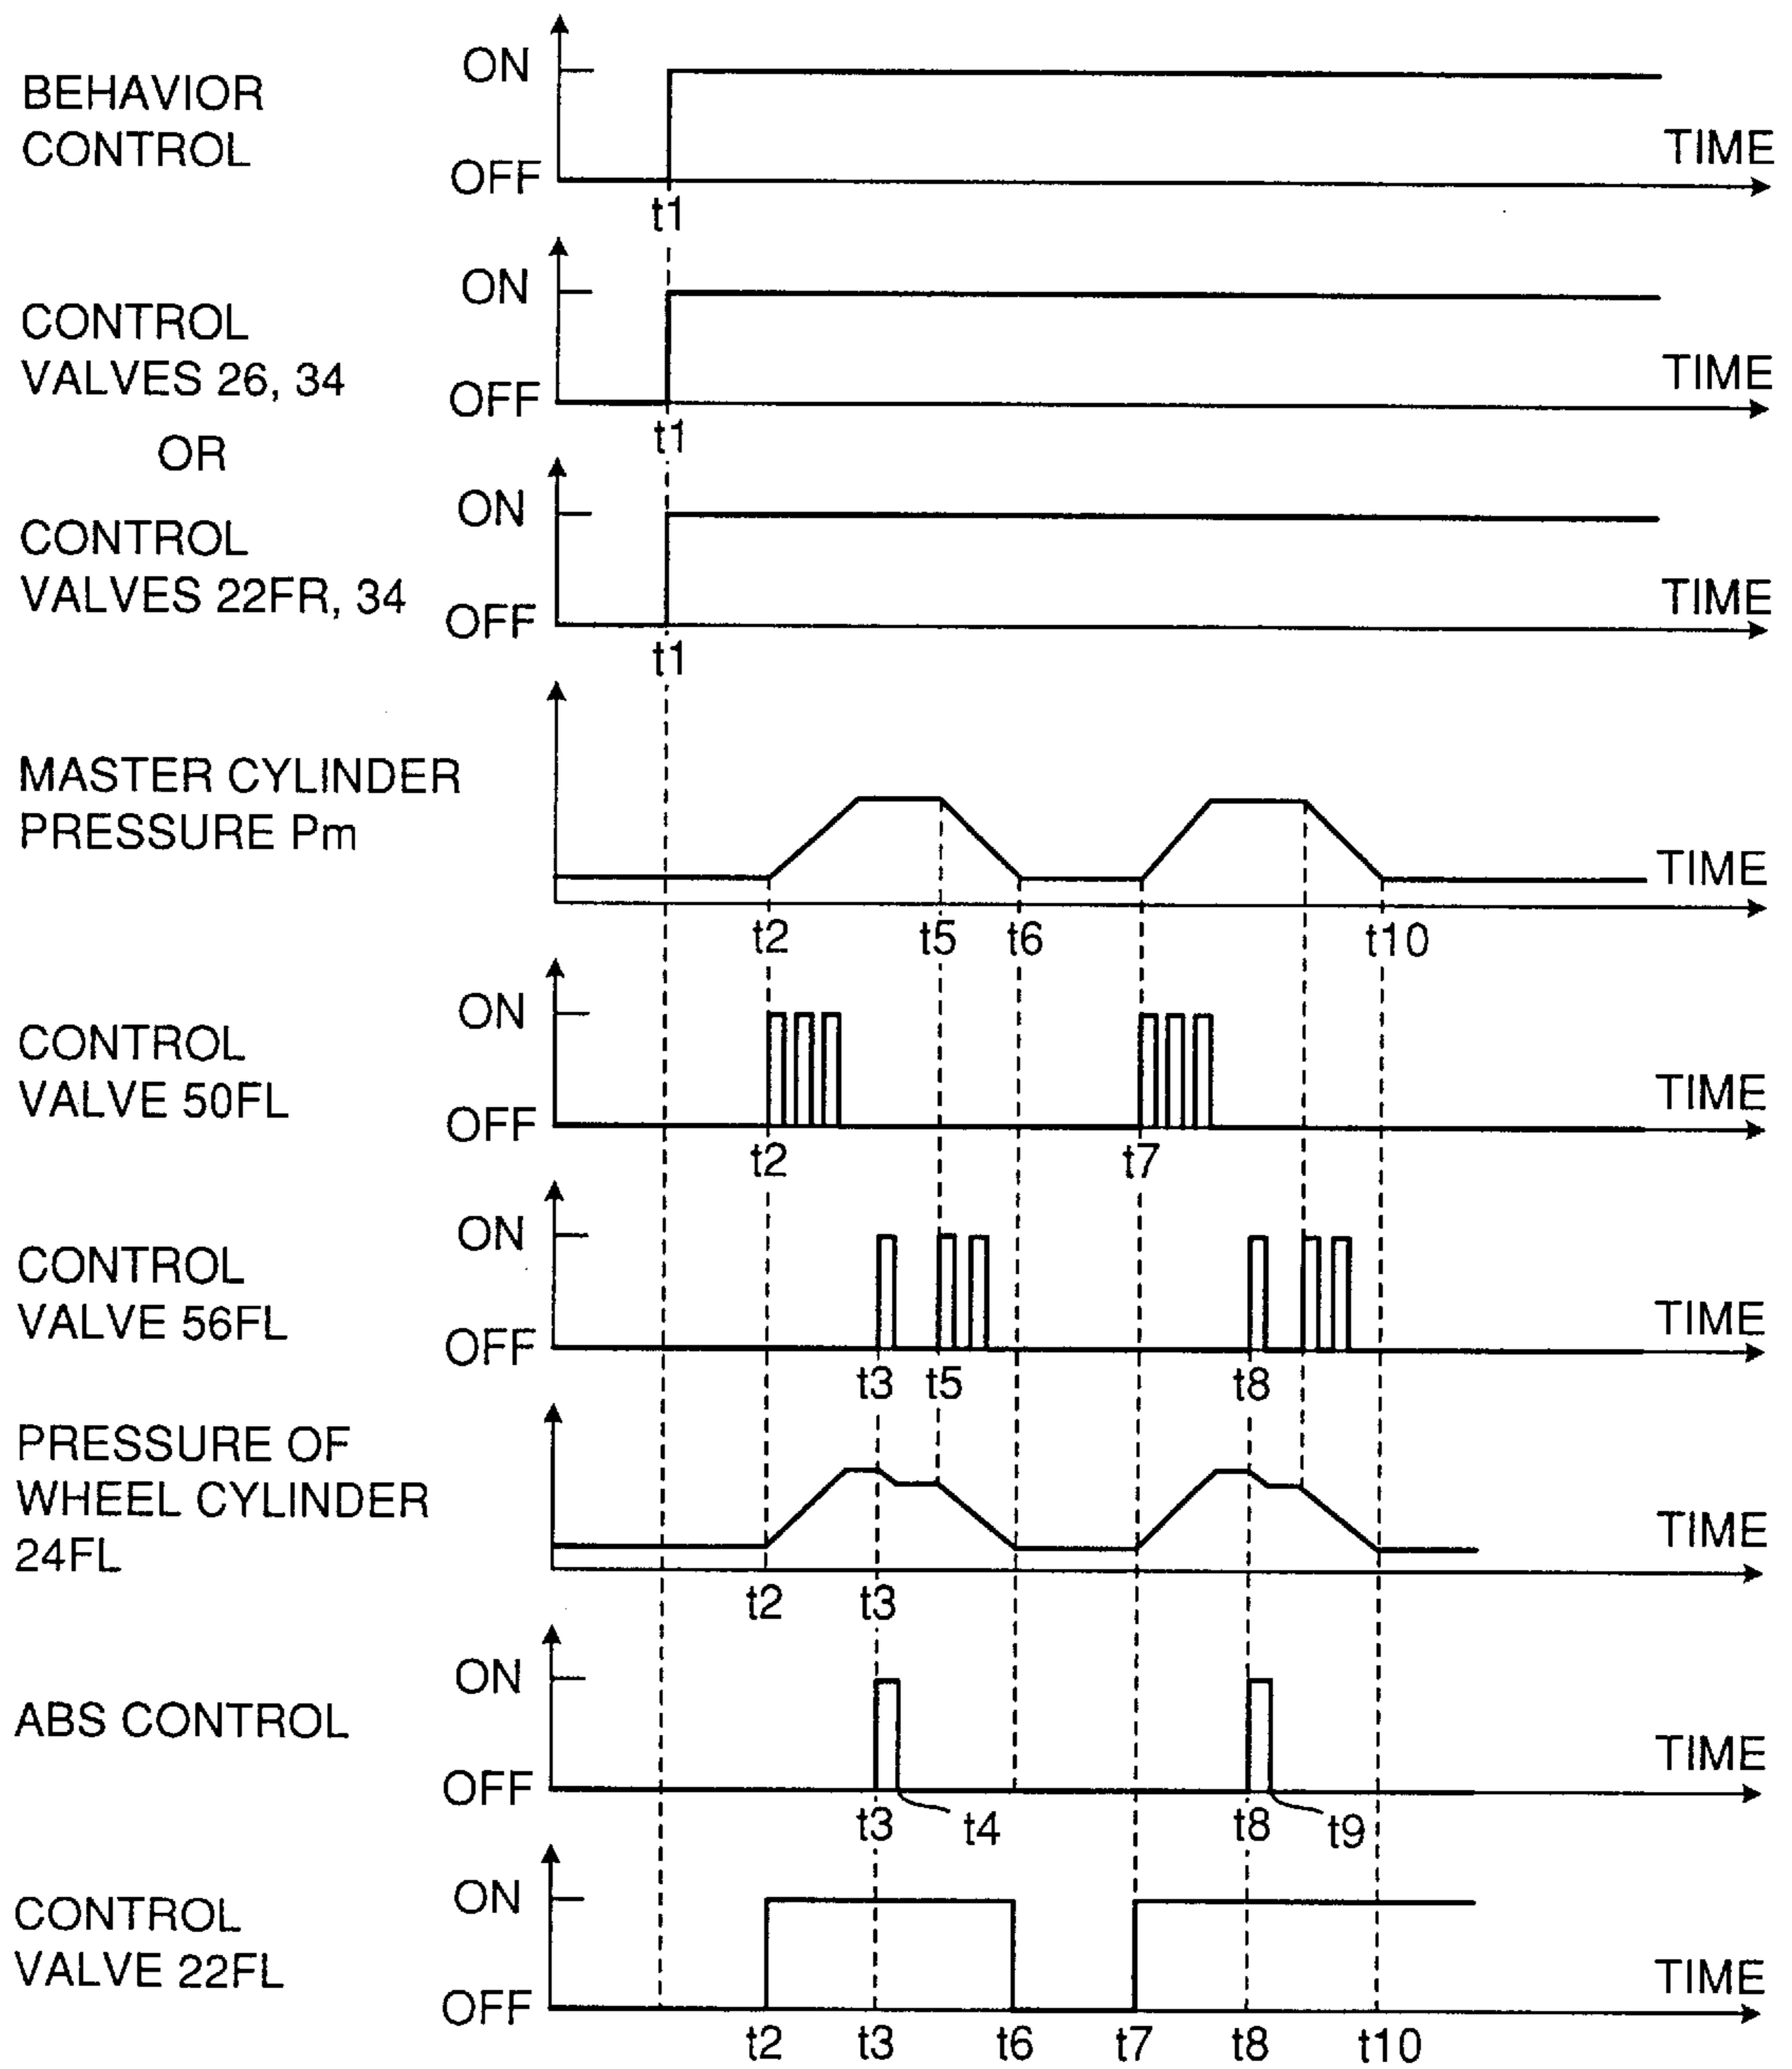 BEHAVIOR
CONTROL
ON
OFF
TIME
t1
CONTROL
VALVES 26, 34
ON
OFF
TIME
t1
OR
CONTROL
VALVES 22FR, 34
ON
OFF
TIME
t1
MASTER CYLINDER
PRESSURE Pm
TIME
t2 t5 t6 t10
CONTROL
VALVE 50FL
ON
OFF
TIME
t2 t7
CONTROL
VALVE 56FL
ON
OFF
TIME
t3 t5 t8
PRESSURE OF
WHEEL CYLINDER
24FL
TIME
t2 t3
ABS CONTROL
ON
OFF
TIME
t3 t4 t8 t9
CONTROL
VALVE 22FL
ON
OFF
TIME
t2 t3 t6 t7 t8 t10